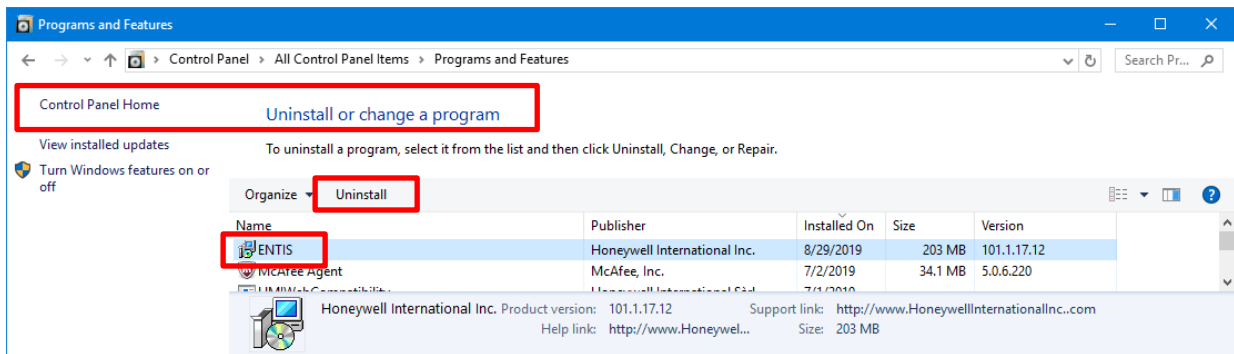 Programs and Features
Control Panel > All Control Panel Items > Programs and Features
Search Pr...
Control Panel Home
Uninstall or change a program
View installed updates
To uninstall a program, select it from the list and then click Uninstall, Change, or Repair.
Turn Windows features on or
off
Organize Uninstall
Name Publisher Installed On Size Version
ENTIS Honeywell International Inc. 8/29/2019 203 MB 101.1.17.12
McAfee Agent McAfee, Inc. 7/2/2019 34.1 MB 5.0.6.220
Honeywell International Inc. Product version: 101.1.17.12 Support link: http://www.HoneywellInternationalInc..com
Help link: http://www.Honeywel... Size: 203 MB